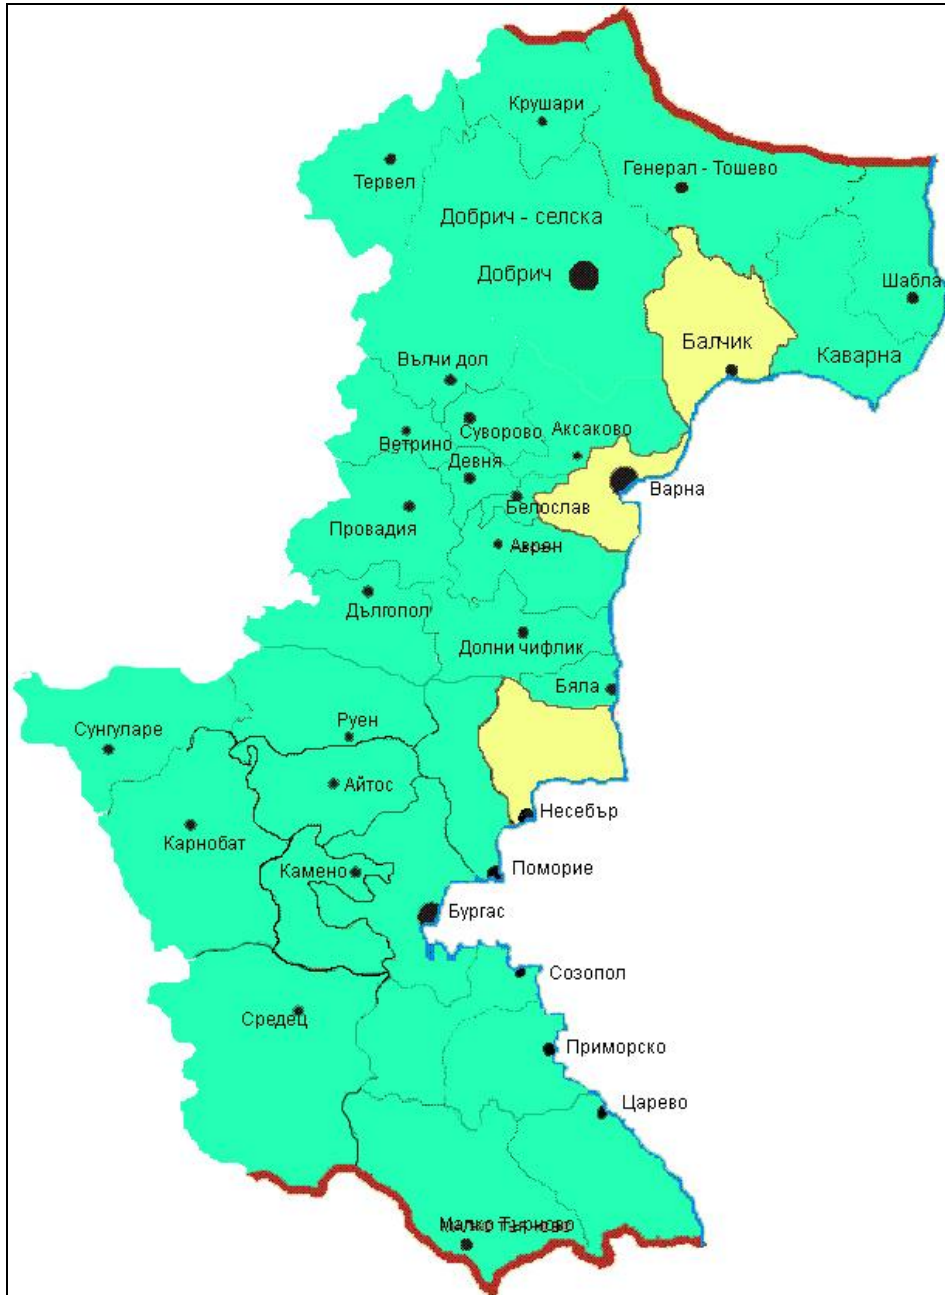 Крушари
Тервел
Генерал - Тошево
Добрич - селска
Добрич
Шабла
Балчик
Каварна
Вълчи дол
Суворово
Аксаково
Ветрино
Девня
Варна
Белослав
Провадия
Аврен
Дългопол
Долни чифлик
Бяла
Руен
Сунгуларе
Айтос
Несебър
Карнобат
Камено
Поморие
Бургас
Созопол
Средец
Приморско
Царево
Малко Търново